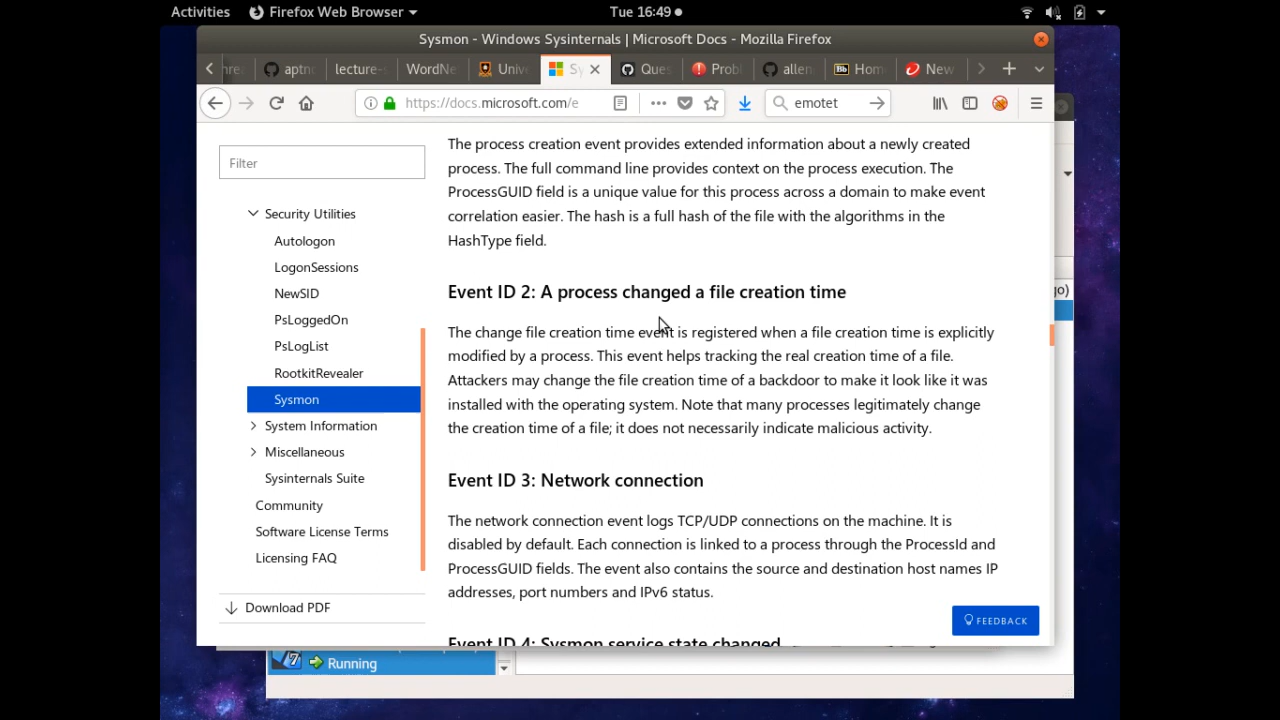 Activities
Firefox Web Browser
Tue 16:49
Sysmon - Windows Sysinternals | Microsoft Docs - Mozilla Firefox
aptn
lecture-
WordNe
Unive
Sy
Ques
Probl
allen
Bb
Hom
New
https://docs.microsoft.com/e
emotet
Filter
Security Utilities
Autologon
LogonSessions
NewSID
PsLoggedOn
PsLogList
RootkitRevealer
Sysmon
System Information
Miscellaneous
Sysinternals Suite
Community
Software License Terms
Licensing FAQ
Download PDF
The process creation event provides extended information about a newly created
process. The full command line provides context on the process execution. The
ProcessGUID field is a unique value for this process across a domain to make event
correlation easier. The hash is a full hash of the file with the algorithms in the
HashType field.
Event ID 2: A process changed a file creation time
The change file creation time event is registered when a file creation time is explicitly
modified by a process. This event helps tracking the real creation time of a file.
Attackers may change the file creation time of a backdoor to make it look like it was
installed with the operating system. Note that many processes legitimately change
the creation time of a file; it does not necessarily indicate malicious activity.
Event ID 3: Network connection
The network connection event logs TCP/UDP connections on the machine. It is
disabled by default. Each connection is linked to a process through the ProcessId and
ProcessGUID fields. The event also contains the source and destination host names IP
addresses, port numbers and IPv6 status.
Event ID 4: Sysmon service state changed
FEEDBACK
go)
7
Running